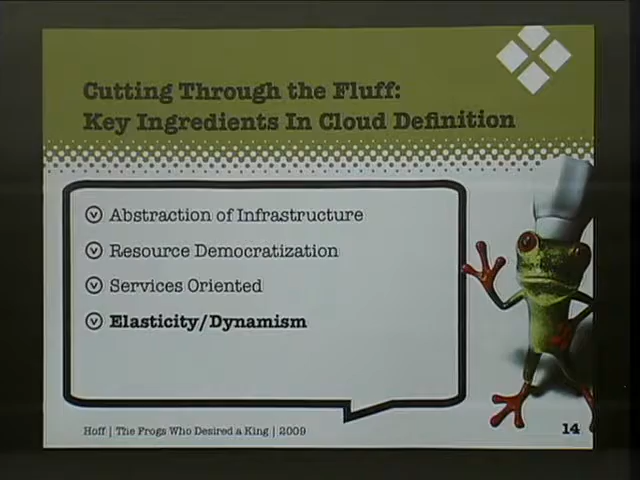 Cutting Through the Fluff:
Key Ingredients In Cloud Definition
Abstraction of Infrastructure
Resource Democratization
Services Oriented
Elasticity/Dynamism
Hoff | The Frogs Who Desired a King | 2009
14